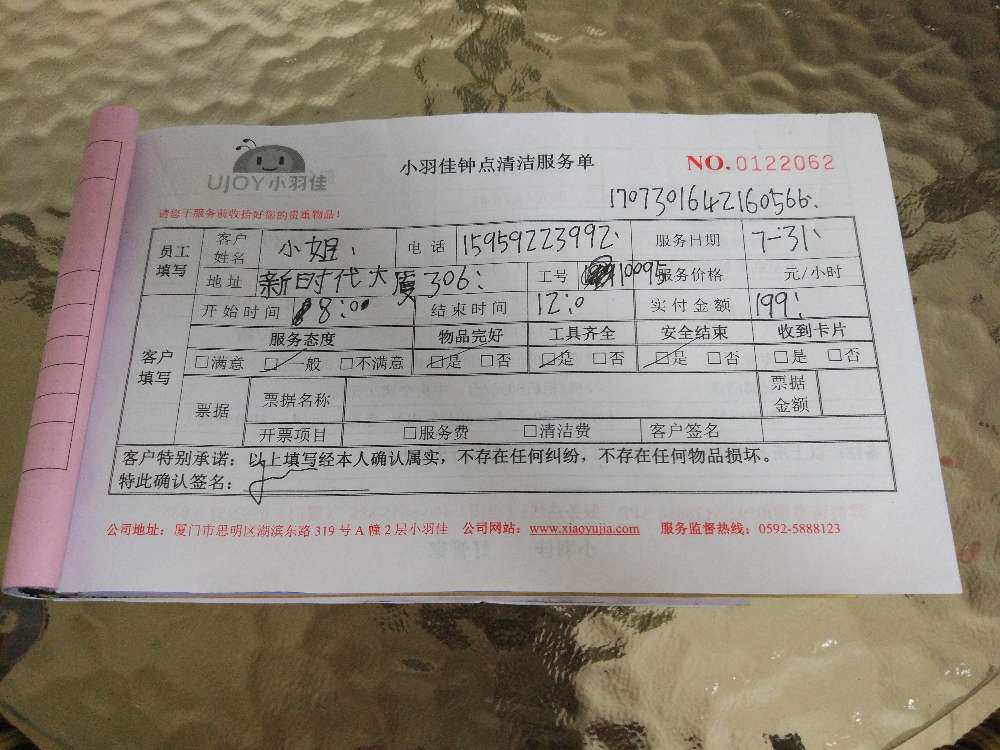 UJOY小羽佳
小羽佳钟点清洁服务单
NO.0122062
1707301642160566.
请您于服务前收拾好您的贵重物品!
员工填写 客户姓名 小姐 电话 15959223992 服务日期 7-31
地址 新时代大厦306 工号 10095 服务价格 元/小时
客户填写 开始时间 8:00 结束时间 12:0 实付金额 199
服务态度 物品完好 工具齐全 安全结束 收到卡片
□满意 □一般 □不满意 □是 □否 □是 □否 □是 □否 □是 □否
票据 票据名称 票据金额
开票项目 □服务费 □清洁费 客户签名
客户特别承诺：以上填写经本人确认属实，不存在任何纠纷，不存在任何物品损坏。
特此确认签名：
公司地址：厦门市思明区湖滨东路319号A幢2层小羽佳 公司网站：www.xiaoyujia.com 服务监督热线：0592-5888123